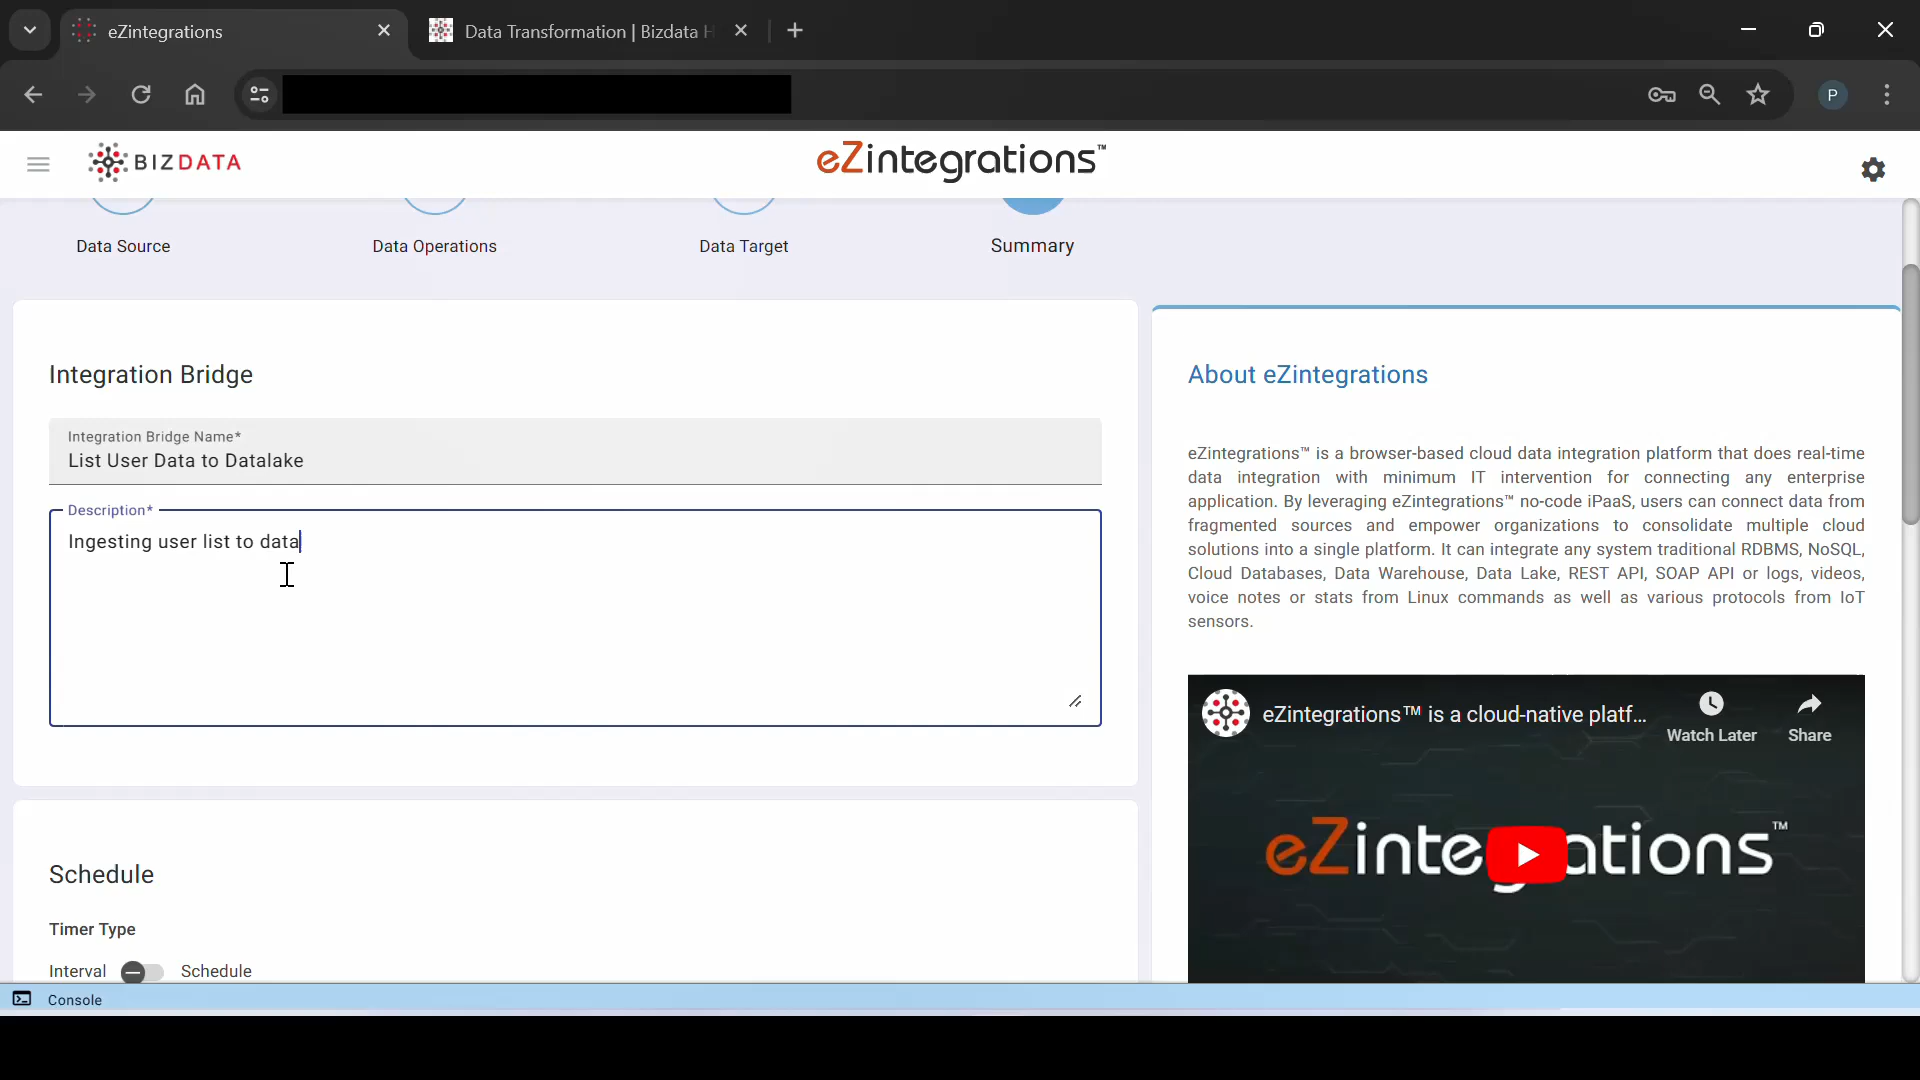 eZintegrations
Data Transformation | Bizdata H
P
BIZDATA
eZintegrations™
Data Source
Data Operations
Data Target
Summary
Integration Bridge
Integration Bridge Name*
List User Data to Datalake
Description*
Ingesting user list to data
Schedule
Timer Type
Interval
Schedule
About eZintegrations
eZintegrations™ is a browser-based cloud data integration platform that does real-time
data integration with minimum IT intervention for connecting any enterprise
application. By leveraging eZintegrations™ no-code iPaaS, users can connect data from
fragmented sources and empower organizations to consolidate multiple cloud
solutions into a single platform. It can integrate any system traditional RDBMS, NoSQL,
Cloud Databases, Data Warehouse, Data Lake, REST API, SOAP API or logs, videos,
voice notes or stats from Linux commands as well as various protocols from IoT
sensors.
eZintegrations™ is a cloud-native platf...
Watch Later
Share
eZinte ations™
Console